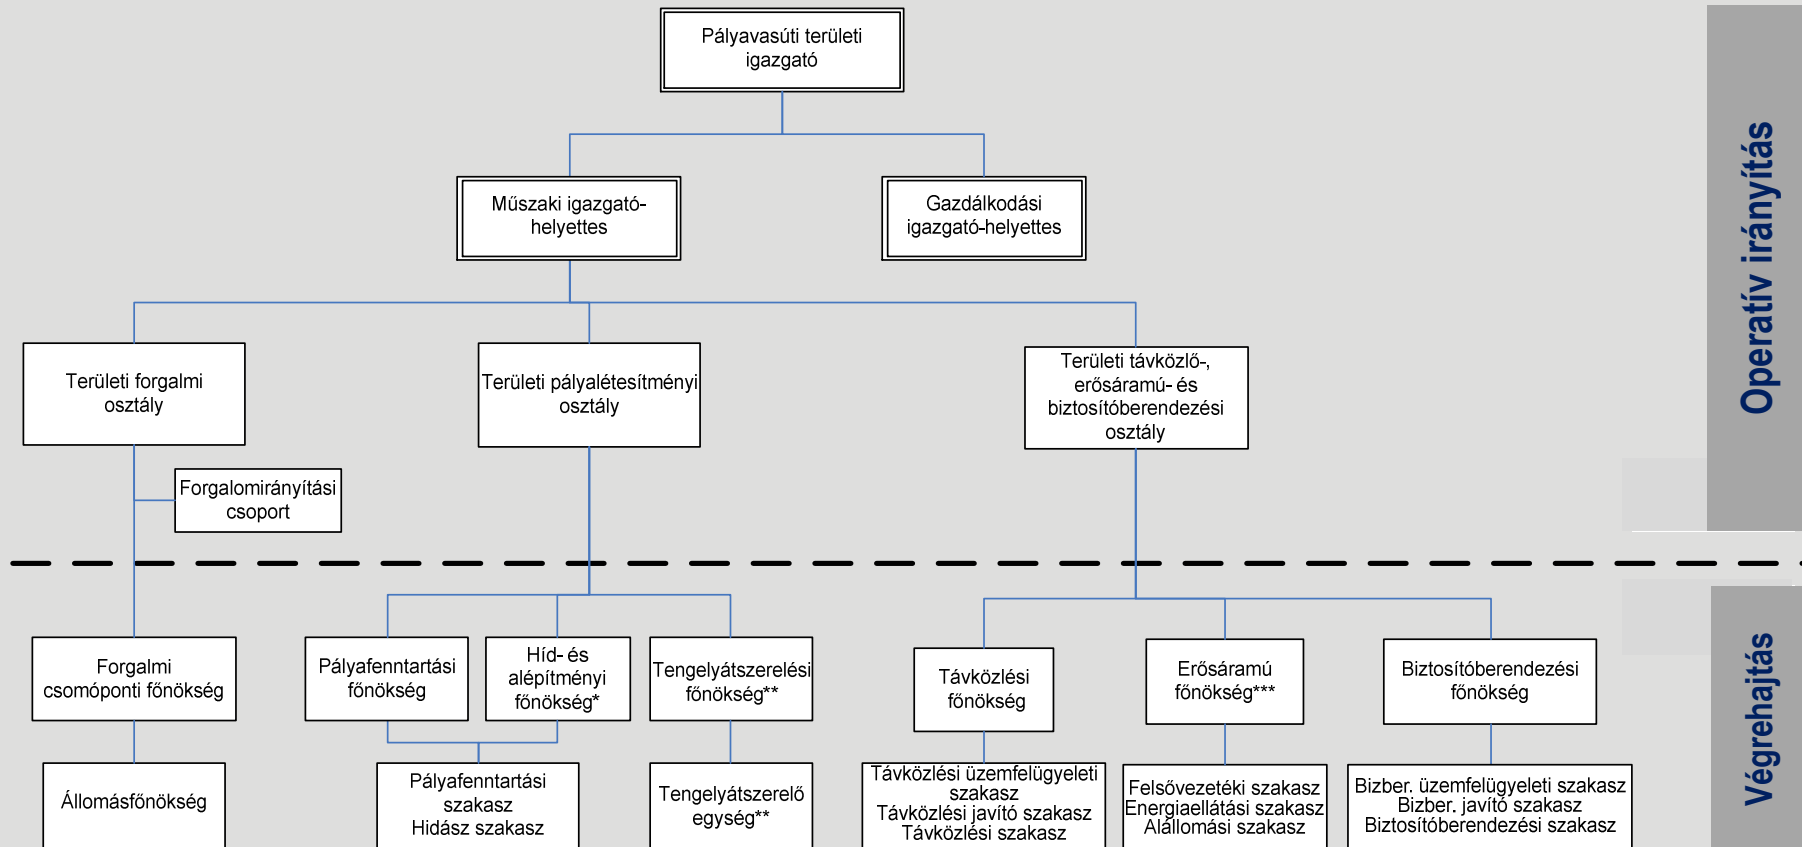 Pályavasúti területi
igazgató
Műszaki igazgató-
helyettes
Gazdálkodási
igazgató-helyettes
Operatív irányítás
Területi forgalmi
osztály
Területi pályalétesítményi
osztály
Területi távközlő-,
erősáramú- és
biztosítóberendezési
osztály
Forgalomirányítási
csoport
Forgalmi
csomóponti főnökség
Pályafenntartási
főnökség
Híd- és
alépítményi
főnökség*
Tengelyátszerelési
főnökség**
Távközlési
főnökség
Erősáramú
főnökség***
Biztosítóberendezési
főnökség
Végrehajtás
Állomásfőnökség
Pályafenntartási
szakasz
Hidász szakasz
Tengelyátszerelő
egység**
Távközlési üzemfelügyeleti
szakasz
Távközlési javító szakasz
Távközlési szakasz
Felsővezetéki szakasz
Energiaellátási szakasz
Alállomási szakasz
Bizber. üzemfelügyeleti szakasz
Bizber. javító szakasz
Biztosítóberendezési szakasz